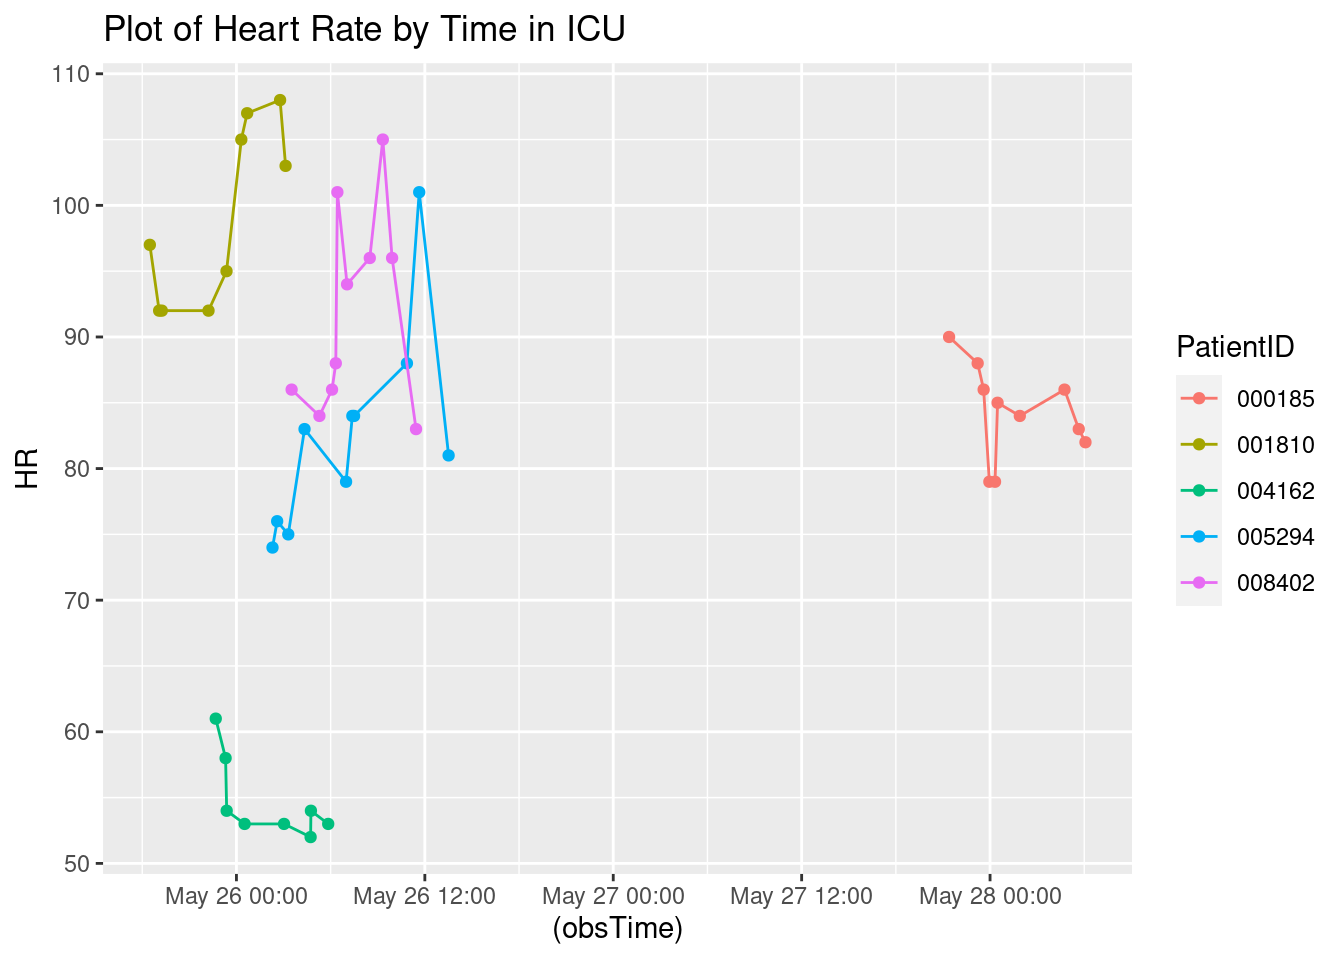 Plot of Heart Rate by Time in ICU
110
100
90
80
70
60
50
HR
May 26 00:00
May 26 12:00
May 27 00:00
May 27 12:00
May 28 00:00
(obsTime)
PatientID
000185
001810
004162
005294
008402